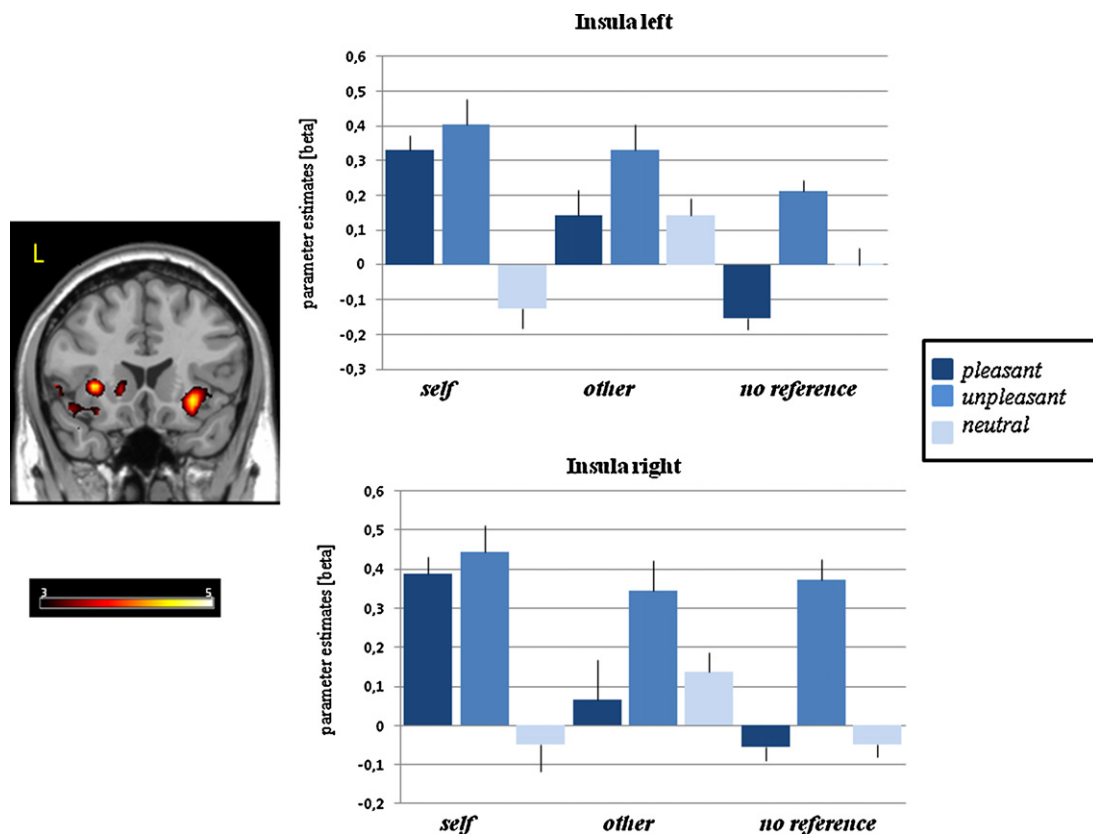 Insula left
parameter estimates [beta]
0,6
0,5
0,4
0,3
0,2
0,1
0
-0,1
-0,2
-0,3
self other no reference
L
3 5
pleasant
unpleasant
neutral
Insula right
parameter estimates [beta]
0,6
0,5
0,4
0,3
0,2
0,1
0
-0,1
-0,2
self other no reference